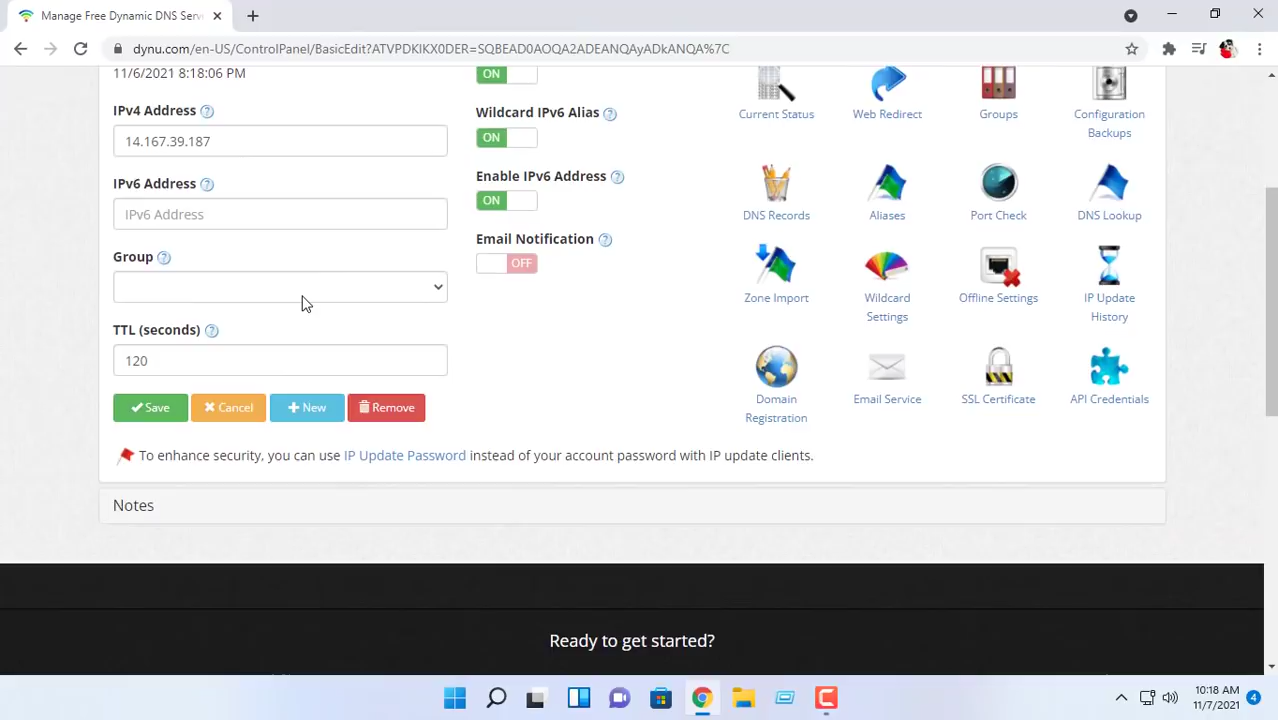 Manage Free Dynamic DNS Serv
dynu.com/en-US/ControlPanel/BasicEdit?ATVPDKIKX0DER=SQBEAD0AOQA2ADEANQAyADkANQA%7C
11/6/2021 8:18:06 PM
IPv4 Address
14.167.39.187
IPv6 Address
IPv6 Address
Group
TTL (seconds)
120
Save
Cancel
New
Remove
ON
Wildcard IPv6 Alias
ON
Enable IPv6 Address
ON
Email Notification
OFF
Current Status
Web Redirect
Groups
Configuration
Backups
DNS Records
Aliases
Port Check
DNS Lookup
Zone Import
Wildcard
Settings
Offline Settings
IP Update
History
Domain
Registration
Email Service
SSL Certificate
API Credentials
To enhance security, you can use IP Update Password instead of your account password with IP update clients.
Notes
Ready to get started?
10:18 AM
11/7/2021
4